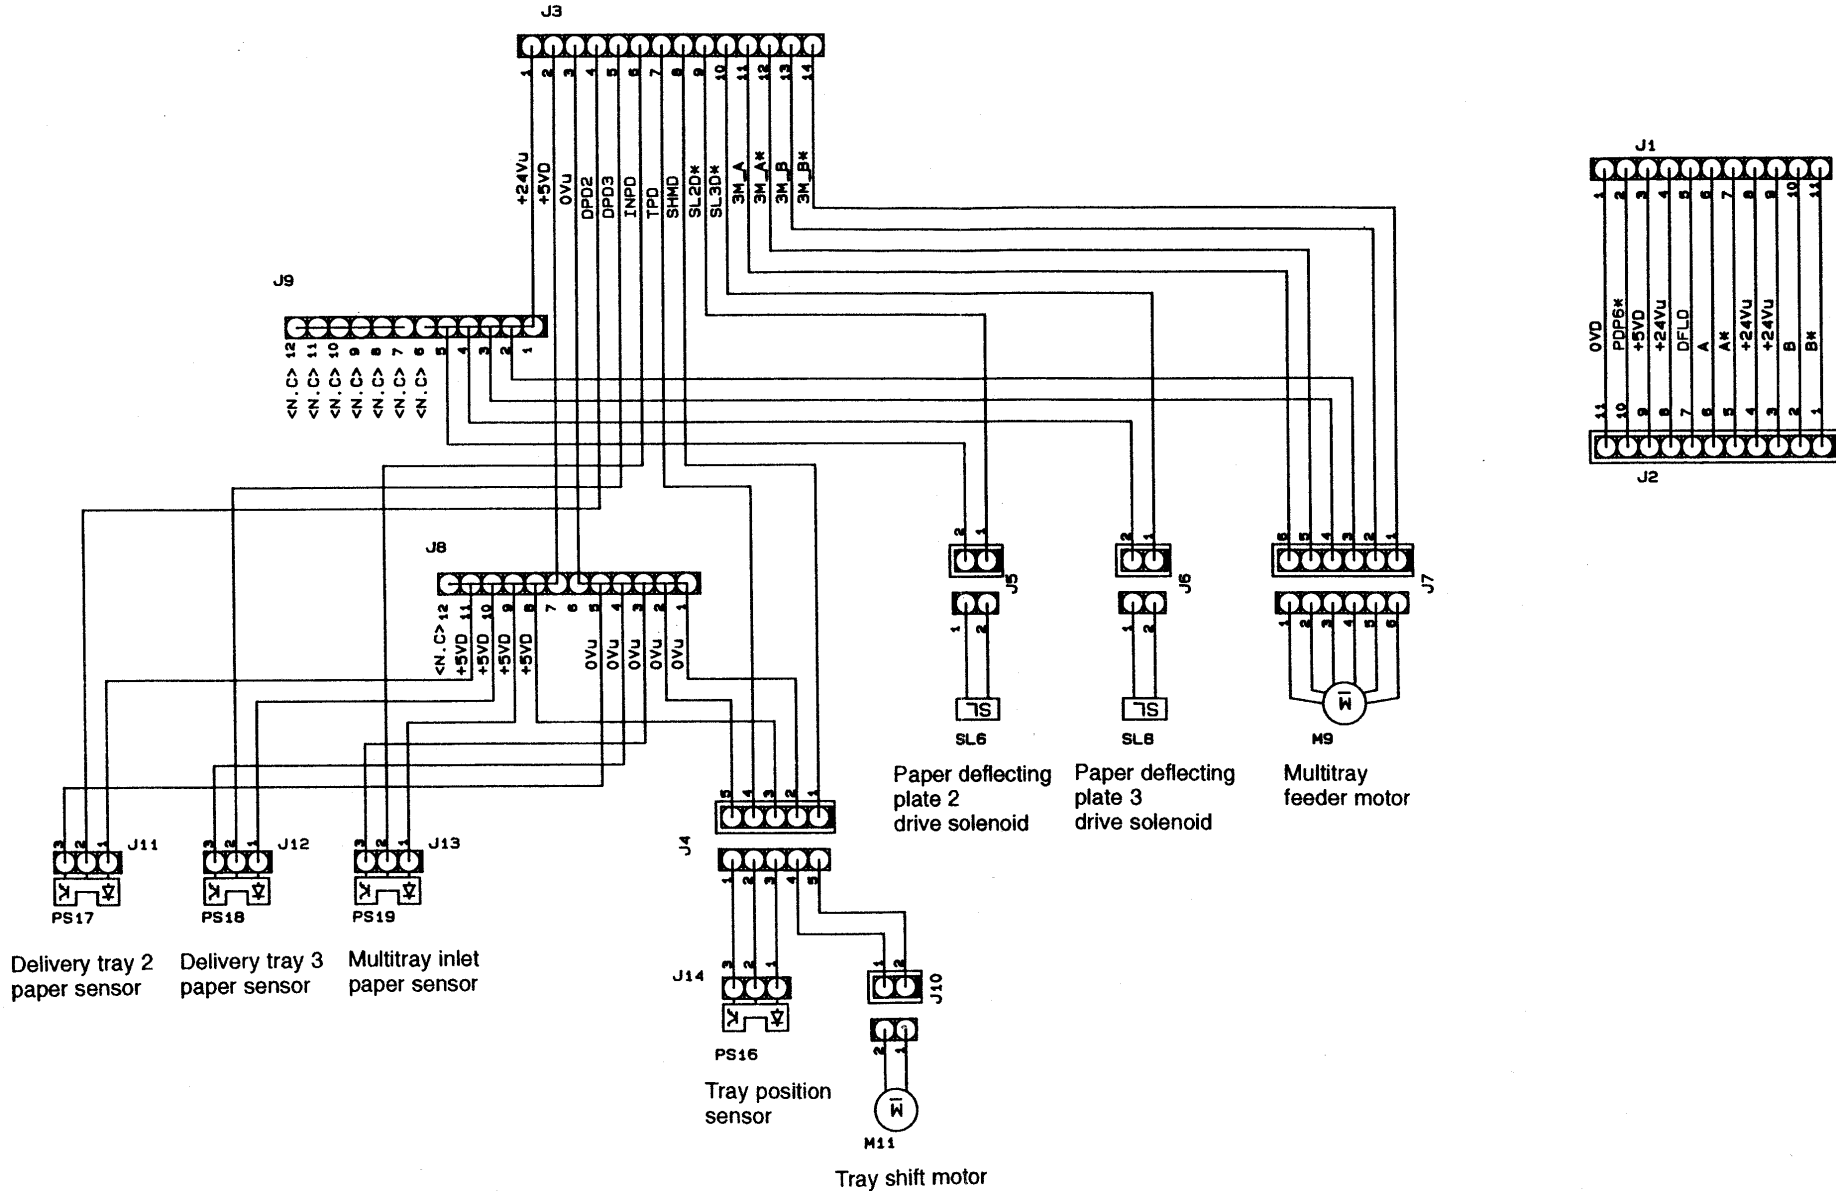 J3
1 2 3 4 5 6 7 8 9 10 11 12 13 14
+24Vu
+5VD
0Vu
DPD2
DPD3
INPD
TPD
SHMD
SL2D*
SL3D*
3M_A
3M_A*
3M_B
3M_B*
J1
1 2 3 4 5 6 7 8 9 10 11
0VD
PDP6*
+5VD
+24Vu
DFLD
A
A*
+24Vu
+24Vu
B
B*
11 10 9 8 7 6 5 4 3 2 1
J2
J9
12 11 10 9 8 7 6 5 4 3 2 1
<N.C>
<N.C>
<N.C>
<N.C>
<N.C>
<N.C>
<N.C>
J8
12 11 10 9 8 7 6 5 4 3 2 1
<N.C>
+5VD
+5VD
+5VD
+5VD
0Vu
0Vu
0Vu
0Vu
0Vu
2 1
J5
1 2
SL
SL6
Paper deflecting
plate 2
drive solenoid
2 1
J6
1 2
SL
SL8
Paper deflecting
plate 3
drive solenoid
6 5 4 3 2 1
J7
1 2 3 4 5 6
M
M9
Multitray
feeder motor
3 2 1
J11
PS17
Delivery tray 2
paper sensor
3 2 1
J12
PS18
Delivery tray 3
paper sensor
3 2 1
J13
PS19
Multitray inlet
paper sensor
5 4 3 2 1
J4
1 2 3 4 5
J14
3 2 1
PS16
Tray position
sensor
1 2
J10
2 1
M
M11
Tray shift motor